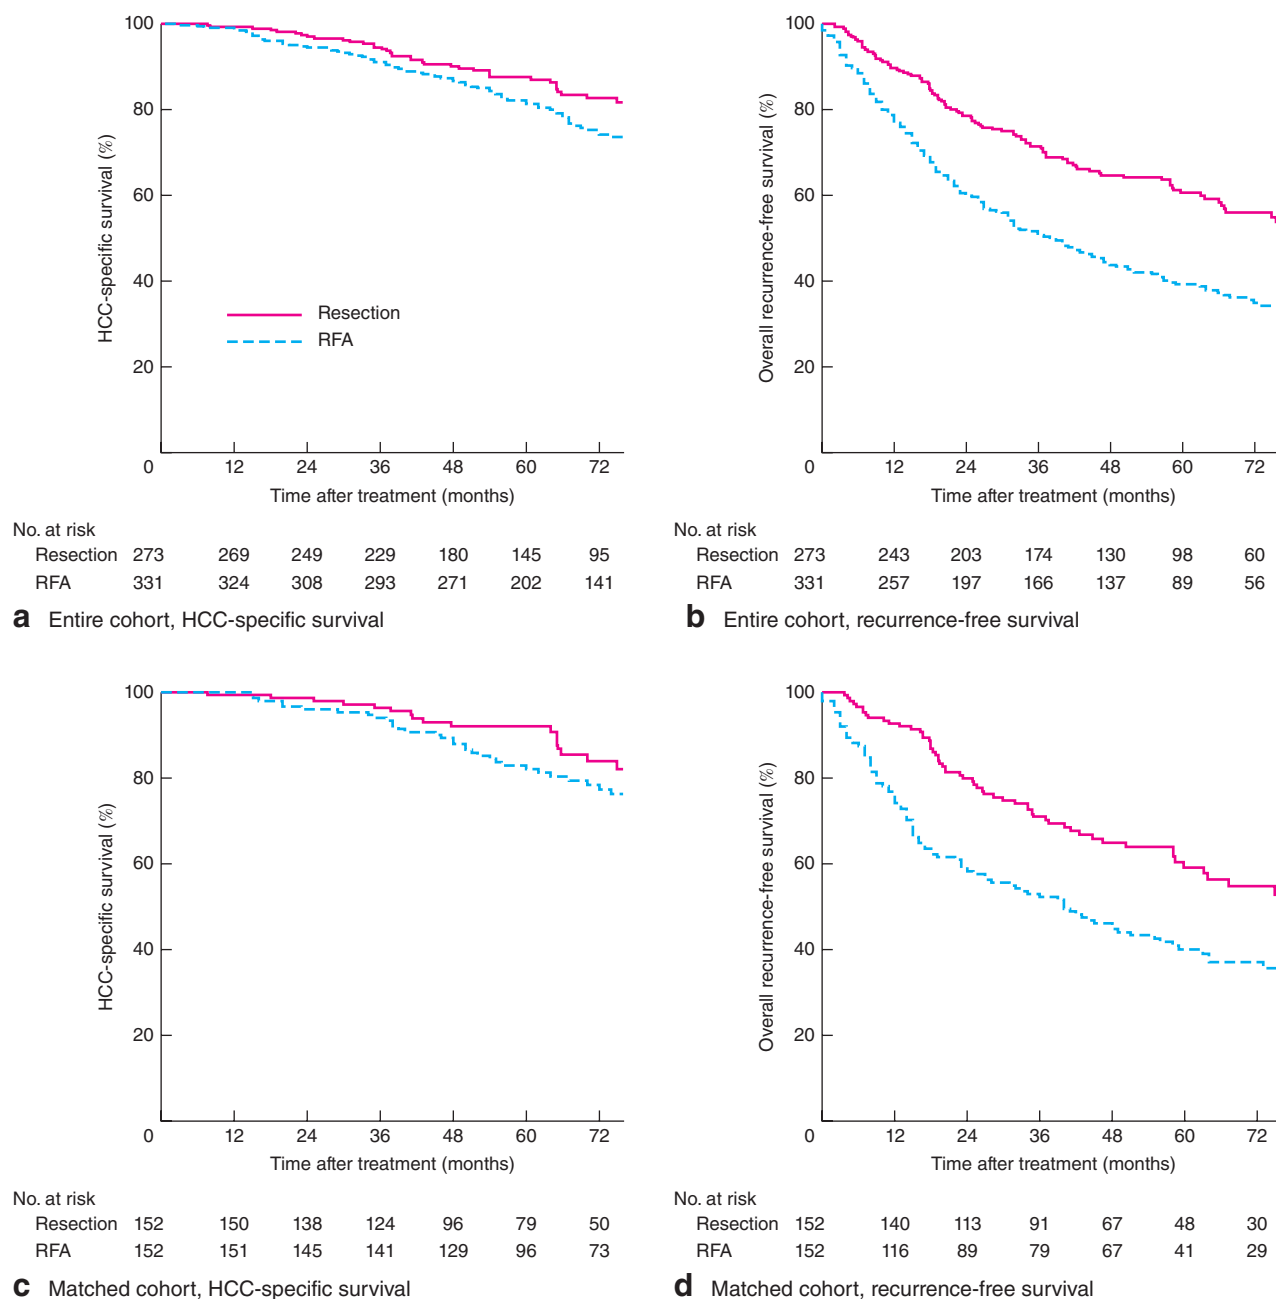 100
80
60
40
20
0
12
24
36
48
60
72
HCC-specific survival (%)
Resection
RFA
Time after treatment (months)
No. at risk
Resection 273 269 249 229 180 145 95
RFA 331 324 308 293 271 202 141
a Entire cohort, HCC-specific survival
100
80
60
40
20
0
12
24
36
48
60
72
Overall recurrence-free survival (%)
Time after treatment (months)
No. at risk
Resection 273 243 203 174 130 98 60
RFA 331 257 197 166 137 89 56
b Entire cohort, recurrence-free survival
100
80
60
40
20
0
12
24
36
48
60
72
HCC-specific survival (%)
Time after treatment (months)
No. at risk
Resection 152 150 138 124 96 79 50
RFA 152 151 145 141 129 96 73
c Matched cohort, HCC-specific survival
100
80
60
40
20
0
12
24
36
48
60
72
Overall recurrence-free survival (%)
Time after treatment (months)
No. at risk
Resection 152 140 113 91 67 48 30
RFA 152 116 89 79 67 41 29
d Matched cohort, recurrence-free survival